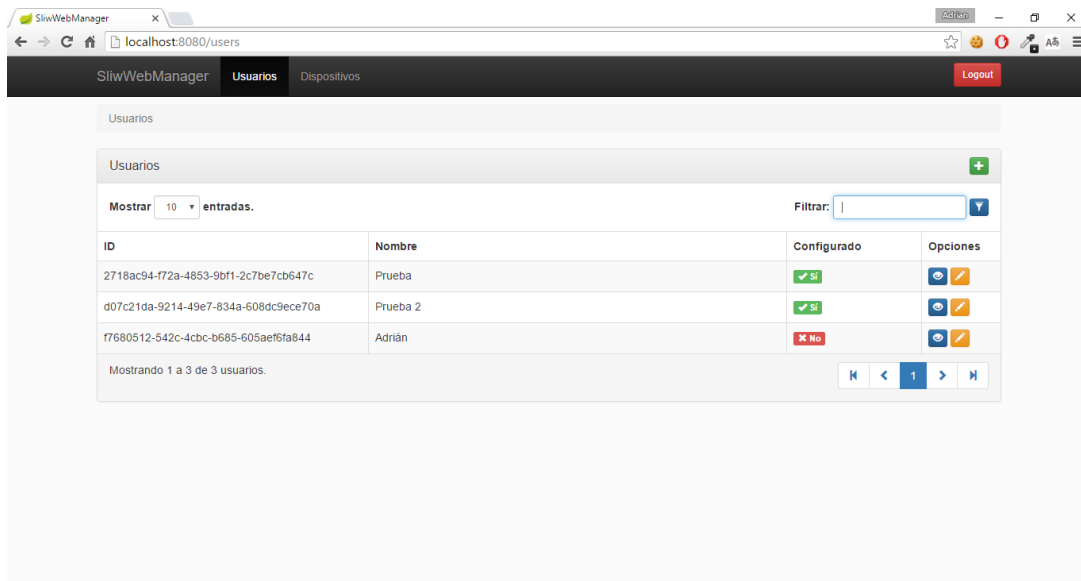 SliwWebManager
Adrian
localhost:8080/users
SliwWebManager Usuarios Dispositivos Logout
Usuarios
Usuarios
Mostrar 10 entradas. Filtrar:
ID Nombre Configurado Opciones
2718ac94-f72a-4853-9bf1-2c7be7cb647c Prueba Sí
d07c21da-9214-49e7-834a-608dc9ece70a Prueba 2 Sí
f7680512-542c-4cbc-b685-605aef6fa844 Adrián No
Mostrando 1 a 3 de 3 usuarios. 1